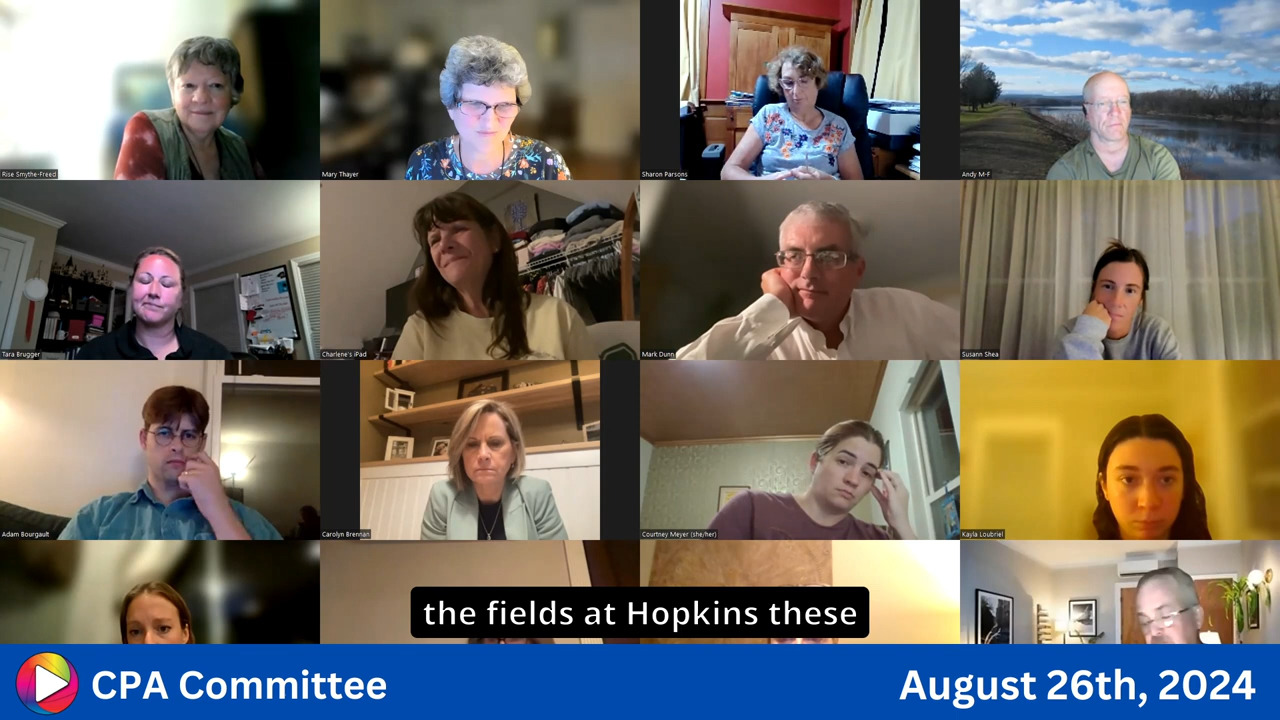 Rise Smythe-Freed
Mary Thayer
Sharon Parsons
Andy M-F
Tara Brugger
Charlene's iPad
Mark Dunn
Susann Shea
Adam Bourgault
Carolyn Brennan
Courtney Meyer (she/her)
Kayla Loubriel
the fields at Hopkins these
CPA Committee
August 26th, 2024